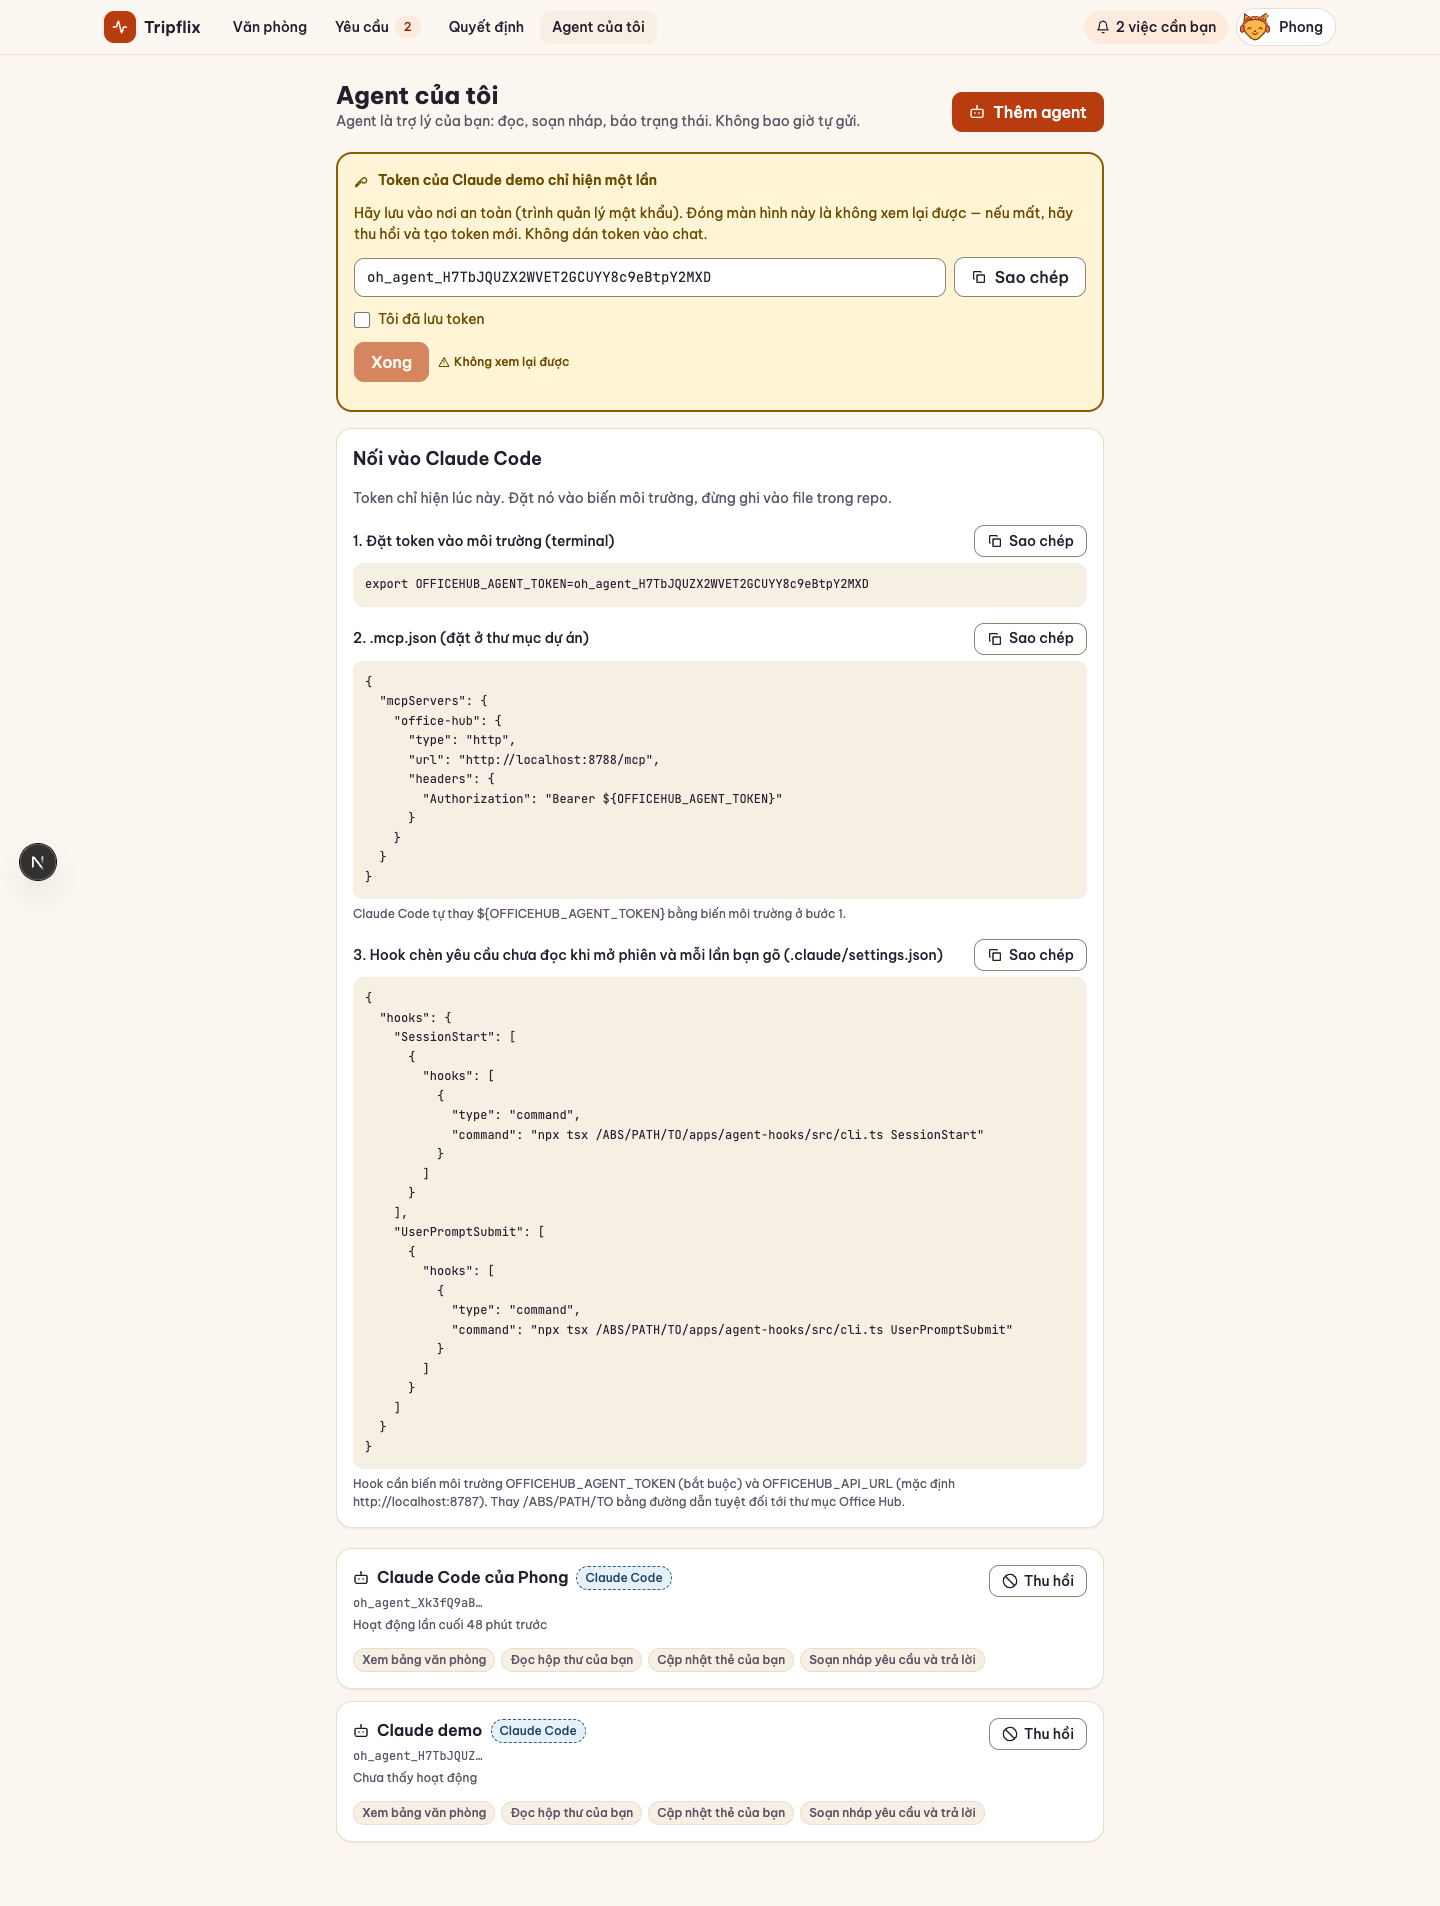 Tripflix
Văn phòng
Yêu cầu 2
Quyết định
Agent của tôi
2 việc cần bạn
Phong
Agent của tôi
Agent là trợ lý của bạn: đọc, soạn nháp, báo trạng thái. Không bao giờ tự gửi.
Thêm agent
Token của Claude demo chỉ hiện một lần
Hãy lưu vào nơi an toàn (trình quản lý mật khẩu). Đóng màn hình này là không xem lại được — nếu mất, hãy
thu hồi và tạo token mới. Không dán token vào chat.
oh_agent_H7TbJQUZX2WVET2GCUYY8c9eBtpY2MXD
Sao chép
Tôi đã lưu token
Xong
Không xem lại được
Nối vào Claude Code
Token chỉ hiện lúc này. Đặt nó vào biến môi trường, đừng ghi vào file trong repo.
1. Đặt token vào môi trường (terminal)
Sao chép
export OFFICEHUB_AGENT_TOKEN=oh_agent_H7TbJQUZX2WVET2GCUYY8c9eBtpY2MXD
2. .mcp.json (đặt ở thư mục dự án)
Sao chép
{
  "mcpServers": {
    "office-hub": {
      "type": "http",
      "url": "http://localhost:8788/mcp",
      "headers": {
        "Authorization": "Bearer ${OFFICEHUB_AGENT_TOKEN}"
      }
    }
  }
}
Claude Code tự thay ${OFFICEHUB_AGENT_TOKEN} bằng biến môi trường ở bước 1.
3. Hook chèn yêu cầu chưa đọc khi mở phiên và mỗi lần bạn gõ (.claude/settings.json)
Sao chép
{
  "hooks": {
    "SessionStart": [
      {
        "hooks": [
          {
            "type": "command",
            "command": "npx tsx /ABS/PATH/TO/apps/agent-hooks/src/cli.ts SessionStart"
          }
        ]
      }
    ],
    "UserPromptSubmit": [
      {
        "hooks": [
          {
            "type": "command",
            "command": "npx tsx /ABS/PATH/TO/apps/agent-hooks/src/cli.ts UserPromptSubmit"
          }
        ]
      }
    ]
  }
}
Hook cần biến môi trường OFFICEHUB_AGENT_TOKEN (bắt buộc) và OFFICEHUB_API_URL (mặc định
http://localhost:8787). Thay /ABS/PATH/TO bằng đường dẫn tuyệt đối tới thư mục Office Hub.
Claude Code của Phong
Claude Code
Thu hồi
oh_agent_Xk3fQ9aB…
Hoạt động lần cuối 48 phút trước
Xem bảng văn phòng
Đọc hộp thư của bạn
Cập nhật thẻ của bạn
Soạn nháp yêu cầu và trả lời
Claude demo
Claude Code
Thu hồi
oh_agent_H7TbJQUZ…
Chưa thấy hoạt động
Xem bảng văn phòng
Đọc hộp thư của bạn
Cập nhật thẻ của bạn
Soạn nháp yêu cầu và trả lời
N